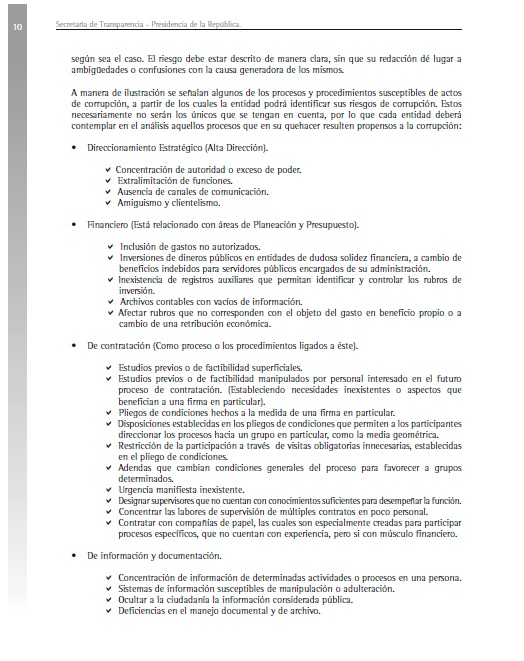 10
Secretaría de Transparencia – Presidencia de la República.
según sea el caso. El riesgo debe estar descrito de manera clara, sin que su redacción dé lugar a
ambigüedades o confusiones con la causa generadora de los mismos.
A manera de ilustración se señalan algunos de los procesos y procedimientos susceptibles de actos
de corrupción, a partir de los cuales la entidad podrá identificar sus riesgos de corrupción. Estos
necesariamente no serán los únicos que se tengan en cuenta, por lo que cada entidad deberá
contemplar en el análisis aquellos procesos que en su quehacer resulten propensos a la corrupción:
• Direccionamiento Estratégico (Alta Dirección).
✔ Concentración de autoridad o exceso de poder.
✔ Extralimitación de funciones.
✔ Ausencia de canales de comunicación.
✔ Amiguismo y clientelismo.
• Financiero (Está relacionado con áreas de Planeación y Presupuesto).
✔ Inclusión de gastos no autorizados.
✔ Inversiones de dineros públicos en entidades de dudosa solidez financiera, a cambio de
beneficios indebidos para servidores públicos encargados de su administración.
✔ Inexistencia de registros auxiliares que permitan identificar y controlar los rubros de
inversión.
✔ Archivos contables con vacíos de información.
✔ Afectar rubros que no corresponden con el objeto del gasto en beneficio propio o a
cambio de una retribución económica.
• De contratación (Como proceso o los procedimientos ligados a éste).
✔ Estudios previos o de factibilidad superficiales.
✔ Estudios previos o de factibilidad manipulados por personal interesado en el futuro
proceso de contratación. (Estableciendo necesidades inexistentes o aspectos que
benefician a una firma en particular).
✔ Pliegos de condiciones hechos a la medida de una firma en particular.
✔ Disposiciones establecidas en los pliegos de condiciones que permiten a los participantes
direccionar los procesos hacia un grupo en particular, como la media geométrica.
✔ Restricción de la participación a través de visitas obligatorias innecesarias, establecidas
en el pliego de condiciones.
✔ Adendas que cambian condiciones generales del proceso para favorecer a grupos
determinados.
✔ Urgencia manifiesta inexistente.
✔ Designar supervisores que no cuentan con conocimientos suficientes para desempeñar la función.
✔ Concentrar las labores de supervisión de múltiples contratos en poco personal.
✔ Contratar con compañías de papel, las cuales son especialmente creadas para participar
procesos específicos, que no cuentan con experiencia, pero si con músculo financiero.
• De información y documentación.
✔ Concentración de información de determinadas actividades o procesos en una persona.
✔ Sistemas de información susceptibles de manipulación o adulteración.
✔ Ocultar a la ciudadanía la información considerada pública.
✔ Deficiencias en el manejo documental y de archivo.